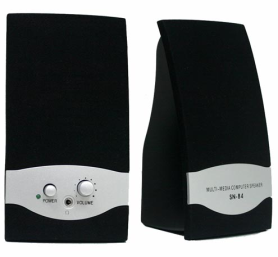 POWER
VOLUME
MULTI-MEDIA COMPUTER SPEAKER
SN-84